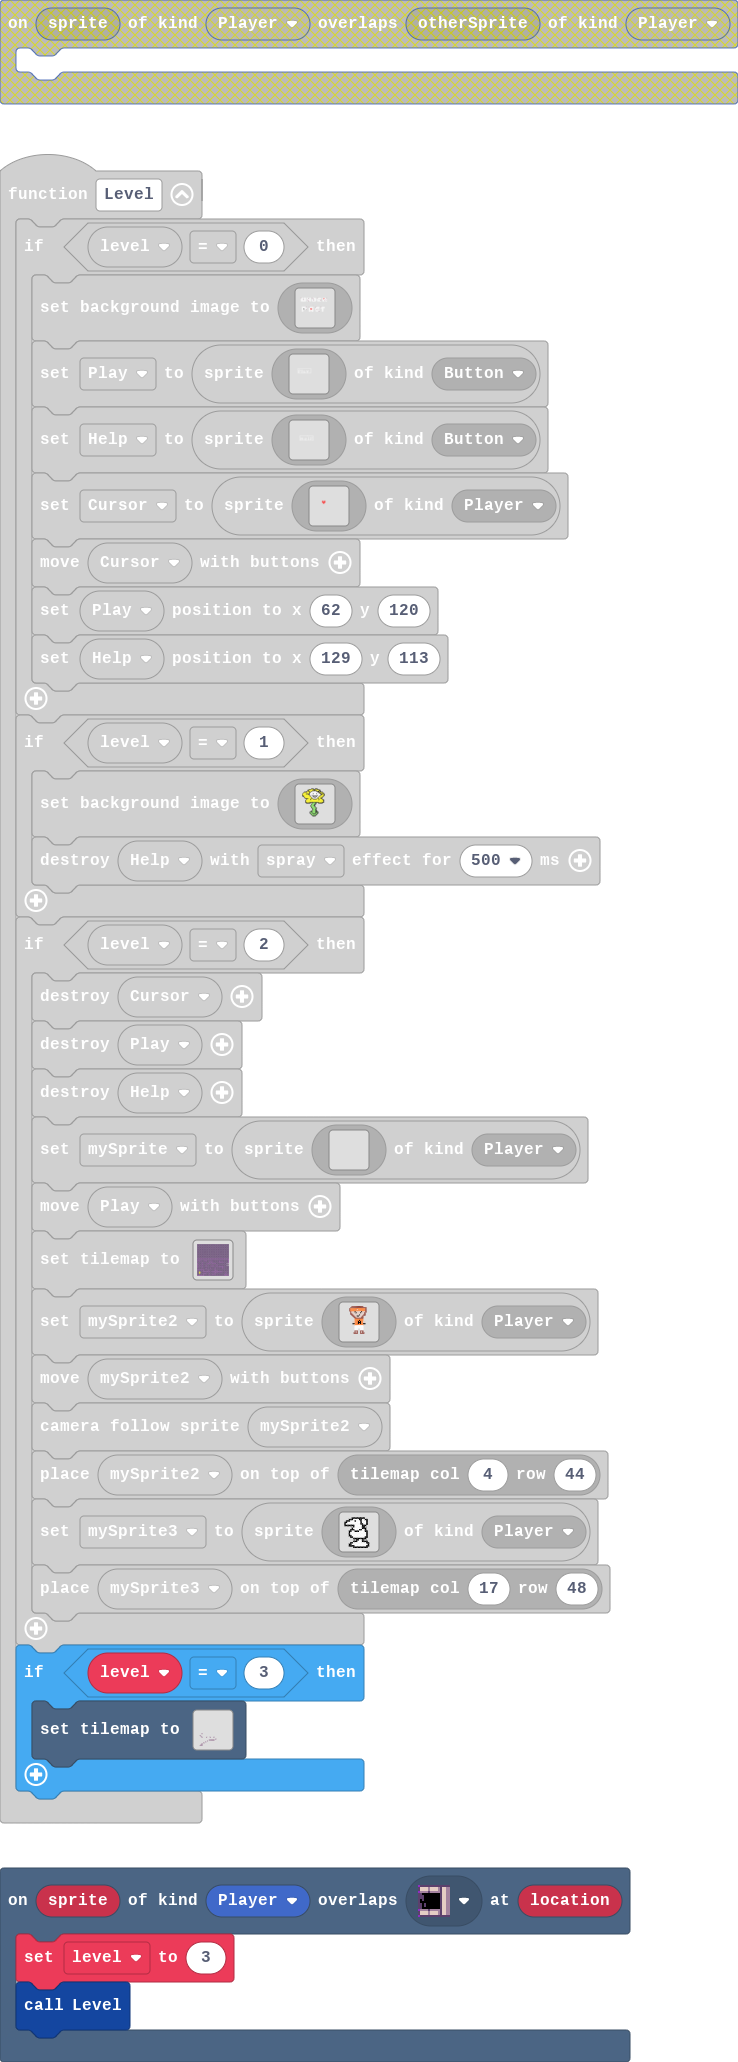 on sprite of kind Player overlaps otherSprite of kind Player
function Level
if level = 0 then
set background image to
set Play to sprite of kind Button
set Help to sprite of kind Button
set Cursor to sprite of kind Player
move Cursor with buttons
set Play position to x 62 y 120
set Help position to x 129 y 113
if level = 1 then
set background image to
destroy Help with spray effect for 500 ms
if level = 2 then
destroy Cursor
destroy Play
destroy Help
set mySprite to sprite of kind Player
move Play with buttons
set tilemap to
set mySprite2 to sprite of kind Player
move mySprite2 with buttons
camera follow sprite mySprite2
place mySprite2 on top of tilemap col 4 row 44
set mySprite3 to sprite of kind Player
place mySprite3 on top of tilemap col 17 row 48
if level = 3 then
set tilemap to
on sprite of kind Player overlaps at location
set level to 3
call Level